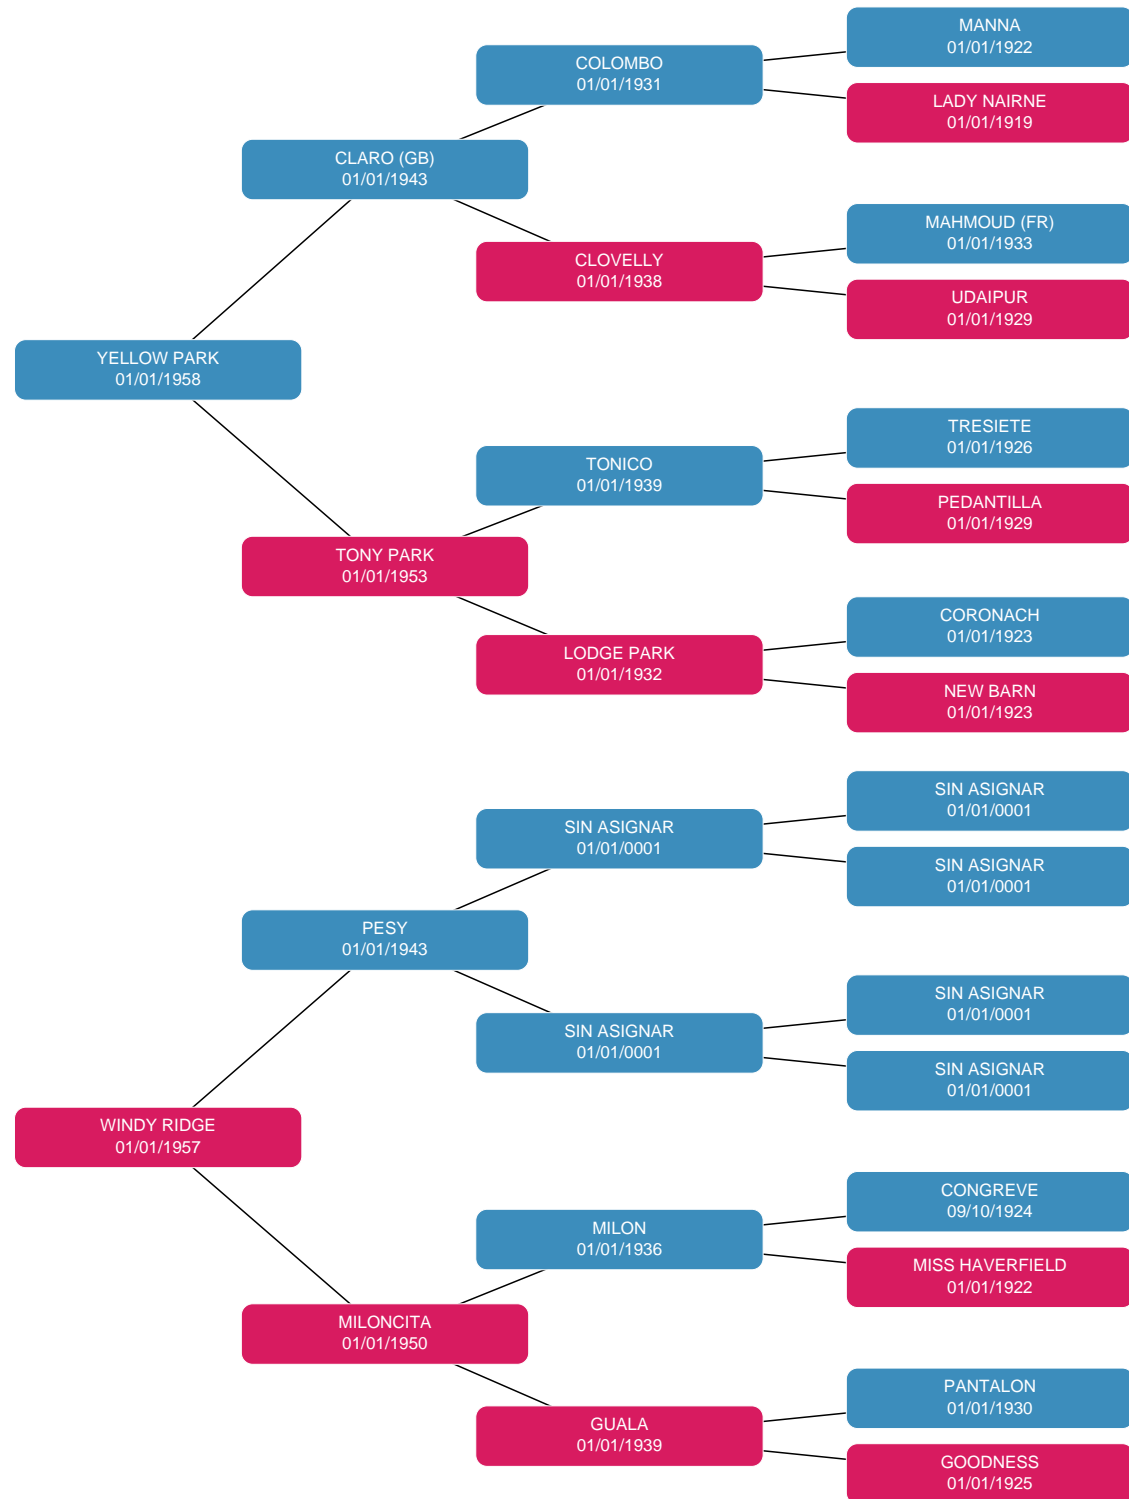 MANNA
01/01/1922
COLOMBO
01/01/1931
LADY NAIRNE
01/01/1919
CLARO (GB)
01/01/1943
MAHMOUD (FR)
01/01/1933
CLOVELLY
01/01/1938
UDAIPUR
01/01/1929
YELLOW PARK
01/01/1958
TRESIETE
01/01/1926
TONICO
01/01/1939
PEDANTILLA
01/01/1929
TONY PARK
01/01/1953
CORONACH
01/01/1923
LODGE PARK
01/01/1932
NEW BARN
01/01/1923
SIN ASIGNAR
01/01/0001
SIN ASIGNAR
01/01/0001
SIN ASIGNAR
01/01/0001
PESY
01/01/1943
SIN ASIGNAR
01/01/0001
SIN ASIGNAR
01/01/0001
SIN ASIGNAR
01/01/0001
WINDY RIDGE
01/01/1957
CONGREVE
09/10/1924
MILON
01/01/1936
MISS HAVERFIELD
01/01/1922
MILONCITA
01/01/1950
PANTALON
01/01/1930
GUALA
01/01/1939
GOODNESS
01/01/1925